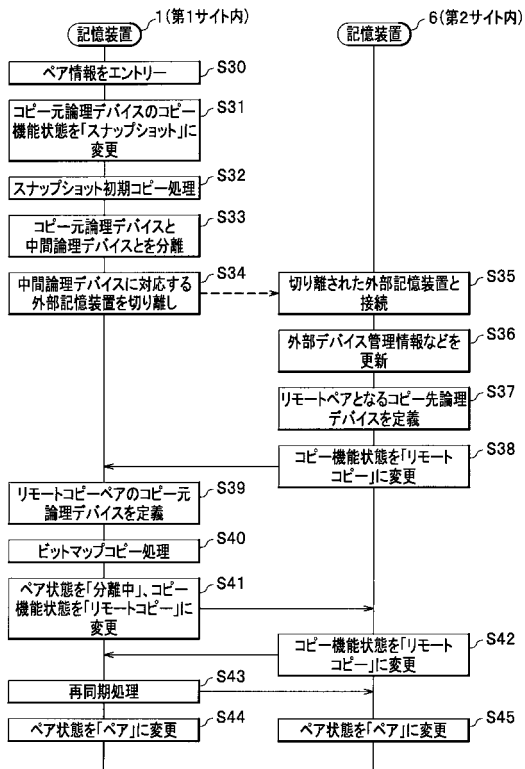 1(第1サイト内)
記憶装置
6(第2サイト内)
記憶装置
S30
ペア情報をエントリー
S31
コピー元論理デバイスのコピー
機能状態を「スナップショット」に
変更
S32
スナップショット初期コピー処理
S33
コピー元論理デバイスと
中間論理デバイスとを分離
S34
中間論理デバイスに対応する
外部記憶装置を切り離し
S35
切り離された外部記憶装置と
接続
S36
外部デバイス管理情報などを
更新
S37
リモートペアとなるコピー先論理
デバイスを定義
S38
コピー機能状態を「リモート
コピー」に変更
S39
リモートコピーペアのコピー元
論理デバイスを定義
S40
ビットマップコピー処理
S41
ペア状態を「分離中」、コピー
機能状態を「リモートコピー」に
変更
S42
コピー機能状態を「リモート
コピー」に変更
S43
再同期処理
S44
ペア状態を「ペア」に変更
S45
ペア状態を「ペア」に変更